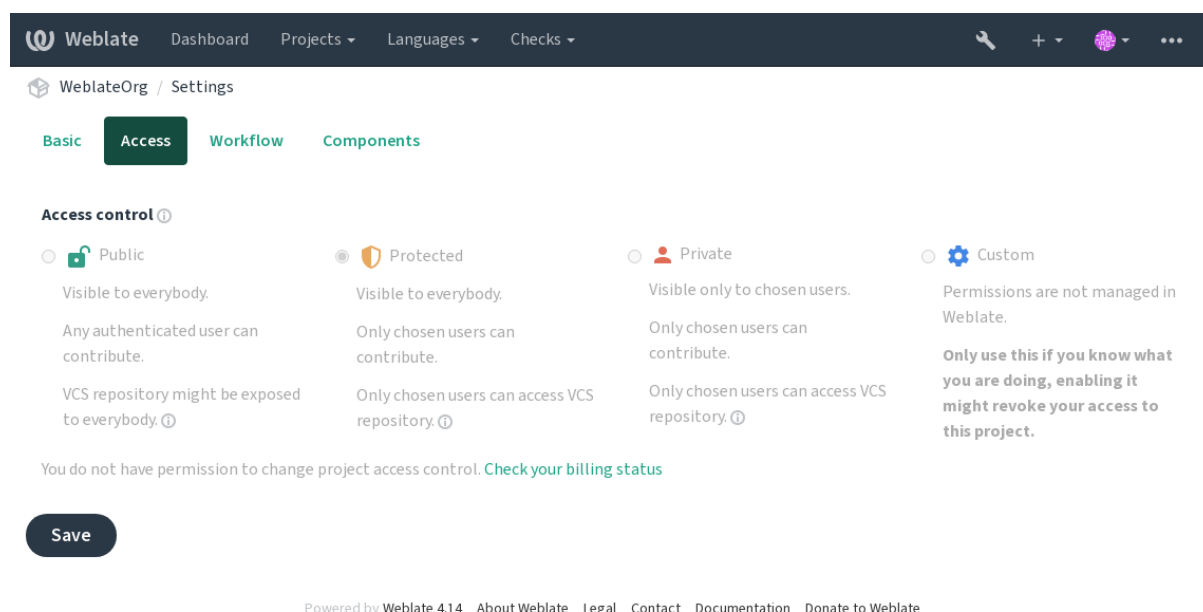 Weblate Dashboard Projects Languages Checks
WeblateOrg / Settings
Basic Access Workflow Components
Access control
Public
Visible to everybody.
Any authenticated user can
contribute.
VCS repository might be exposed
to everybody.
Protected
Visible to everybody.
Only chosen users can
contribute.
Only chosen users can access VCS
repository.
Private
Visible only to chosen users.
Only chosen users can
contribute.
Only chosen users can access VCS
repository.
Custom
Permissions are not managed in
Weblate.
Only use this if you know what
you are doing, enabling it
might revoke your access to
this project.
You do not have permission to change project access control. Check your billing status
Save
Powered by Weblate 4.14 About Weblate Legal Contact Documentation Donate to Weblate